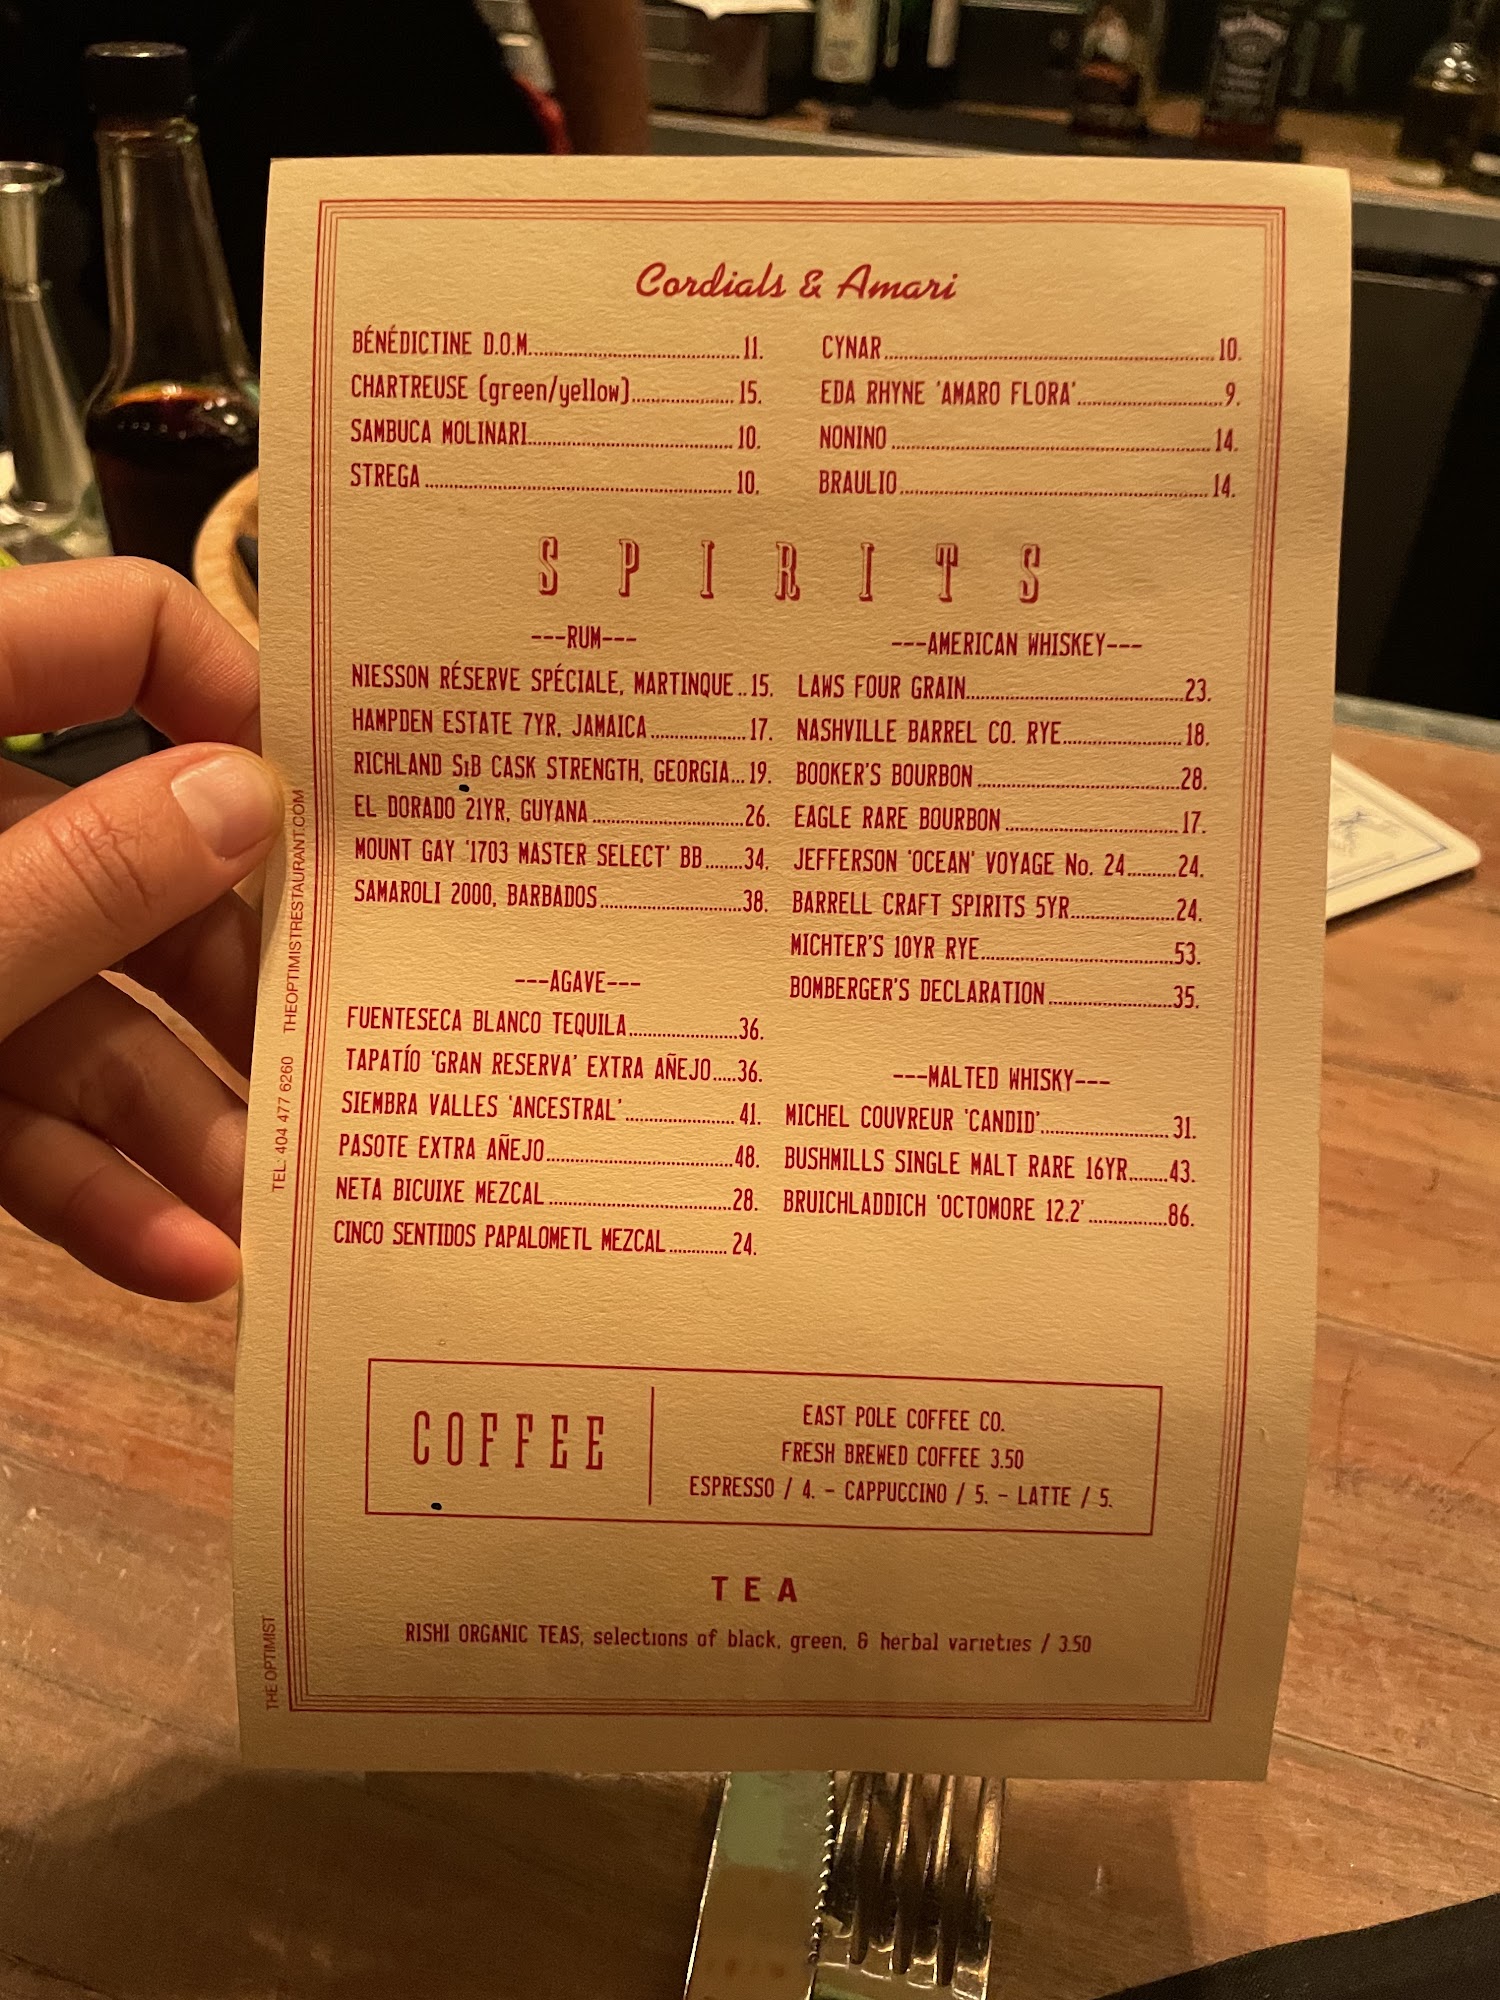 Cordials & Amari
BÉNÉDICTINE D.O.M. 11.
CHARTREUSE (green/yellow) 15.
SAMBUCA MOLINARI 10.
STREGA 10.
CYNAR 10.
EDA RHYNE 'AMARO FLORA' 9.
NONINO 14.
BRAULIO 14.
SPIRITS
---RUM---
NIESSON RÉSERVE SPÉCIALE, MARTINQUE 15.
HAMPDEN ESTATE 7YR, JAMAICA 17.
RICHLAND SıB CASK STRENGTH, GEORGIA 19.
EL DORADO 21YR, GUYANA 26.
MOUNT GAY '1703 MASTER SELECT' BB 34.
SAMAROLI 2000, BARBADOS 38.
---AGAVE---
FUENTESECA BLANCO TEQUILA 36.
TAPATÍO 'GRAN RESERVA' EXTRA AÑEJO 36.
SIEMBRA VALLES 'ANCESTRAL' 41.
PASOTE EXTRA AÑEJO 48.
NETA BICUIXE MEZCAL 28.
CINCO SENTIDOS PAPALOMETL MEZCAL 24.
---AMERICAN WHISKEY---
LAWS FOUR GRAIN 23.
NASHVILLE BARREL CO. RYE 18.
BOOKER'S BOURBON 28.
EAGLE RARE BOURBON 17.
JEFFERSON 'OCEAN' VOYAGE No. 24 24.
BARRELL CRAFT SPIRITS 5YR 24.
MICHTER'S 10YR RYE 53.
BOMBERGER'S DECLARATION 35.
---MALTED WHISKY---
MICHEL COUVREUR 'CANDID' 31.
BUSHMILLS SINGLE MALT RARE 16YR 43.
BRUICHLADDICH 'OCTOMORE 12.2' 86.
COFFEE
EAST POLE COFFEE CO.
FRESH BREWED COFFEE 3.50
ESPRESSO / 4. - CAPPUCCINO / 5. - LATTE / 5.
TEA
RISHI ORGANIC TEAS, selections of black, green, & herbal varieties / 3.50
THE OPTIMIST
TEL: 404 477 6260 THEOPTIMISTRESTAURANT.COM